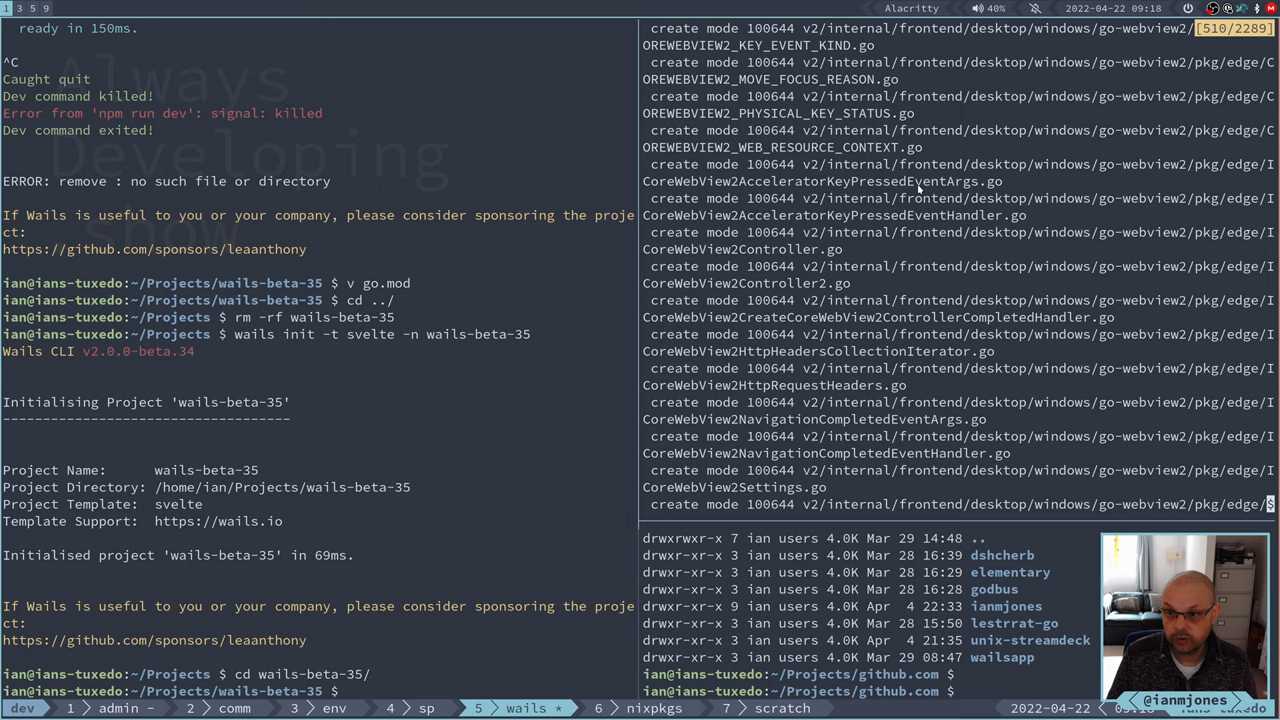 1 3 5 9
Alacritty
40%
2022-04-22 09:18
ready in 150ms.
^C
Caught quit
Dev command killed!
Error from 'npm run dev': signal: killed
Dev command exited!
ERROR: remove : no such file or directory
If Wails is useful to you or your company, please consider sponsoring the proje
ct:
https://github.com/sponsors/leaanthony
ian@ians-tuxedo:~/Projects/wails-beta-35 $ v go.mod
ian@ians-tuxedo:~/Projects/wails-beta-35 $ cd ../
ian@ians-tuxedo:~/Projects $ rm -rf wails-beta-35
ian@ians-tuxedo:~/Projects $ wails init -t svelte -n wails-beta-35
Wails CLI v2.0.0-beta.34
Initialising Project 'wails-beta-35'
------------------------------------
Project Name:      wails-beta-35
Project Directory: /home/ian/Projects/wails-beta-35
Project Template:  svelte
Template Support:  https://wails.io
Initialised project 'wails-beta-35' in 69ms.
If Wails is useful to you or your company, please consider sponsoring the proje
ct:
https://github.com/sponsors/leaanthony
ian@ians-tuxedo:~/Projects $ cd wails-beta-35/
ian@ians-tuxedo:~/Projects/wails-beta-35 $
Always
Developing
show
create mode 100644 v2/internal/frontend/desktop/windows/go-webview2/ [510/2289]
OREWEBVIEW2_KEY_EVENT_KIND.go
create mode 100644 v2/internal/frontend/desktop/windows/go-webview2/pkg/edge/C
OREWEBVIEW2_MOVE_FOCUS_REASON.go
create mode 100644 v2/internal/frontend/desktop/windows/go-webview2/pkg/edge/C
OREWEBVIEW2_PHYSICAL_KEY_STATUS.go
create mode 100644 v2/internal/frontend/desktop/windows/go-webview2/pkg/edge/C
OREWEBVIEW2_WEB_RESOURCE_CONTEXT.go
create mode 100644 v2/internal/frontend/desktop/windows/go-webview2/pkg/edge/I
CoreWebView2AcceleratorKeyPressedEventArgs.go
create mode 100644 v2/internal/frontend/desktop/windows/go-webview2/pkg/edge/I
CoreWebView2AcceleratorKeyPressedEventHandler.go
create mode 100644 v2/internal/frontend/desktop/windows/go-webview2/pkg/edge/I
CoreWebView2Controller.go
create mode 100644 v2/internal/frontend/desktop/windows/go-webview2/pkg/edge/I
CoreWebView2Controller2.go
create mode 100644 v2/internal/frontend/desktop/windows/go-webview2/pkg/edge/I
CoreWebView2CreateCoreWebView2ControllerCompletedHandler.go
create mode 100644 v2/internal/frontend/desktop/windows/go-webview2/pkg/edge/I
CoreWebView2HttpHeadersCollectionIterator.go
create mode 100644 v2/internal/frontend/desktop/windows/go-webview2/pkg/edge/I
CoreWebView2HttpRequestHeaders.go
create mode 100644 v2/internal/frontend/desktop/windows/go-webview2/pkg/edge/I
CoreWebView2NavigationCompletedEventArgs.go
create mode 100644 v2/internal/frontend/desktop/windows/go-webview2/pkg/edge/I
CoreWebView2NavigationCompletedEventHandler.go
create mode 100644 v2/internal/frontend/desktop/windows/go-webview2/pkg/edge/I
CoreWebView2Settings.go
create mode 100644 v2/internal/frontend/desktop/windows/go-webview2/pkg/edge/$
drwxrwxr-x 7 ian users 4.0K Mar 29 14:48 ..
drwxr-xr-x 3 ian users 4.0K Mar 28 16:39 dshcherb
drwxr-xr-x 3 ian users 4.0K Mar 28 16:29 elementary
drwxr-xr-x 3 ian users 4.0K Mar 28 16:28 godbus
drwxr-xr-x 9 ian users 4.0K Apr  4 22:33 ianmjones
drwxr-xr-x 3 ian users 4.0K Mar 28 15:50 lestrrat-go
drwxr-xr-x 3 ian users 4.0K Apr  4 21:35 unix-streamdeck
drwxr-xr-x 3 ian users 4.0K Mar 29 08:47 wailsapp
ian@ians-tuxedo:~/Projects/github.com $
ian@ians-tuxedo:~/Projects/github.com $
@ianmjones
dev 1 admin - 2 comm 3 env 4 sp 5 wails * 6 nixpkgs 7 scratch 2022-04-22